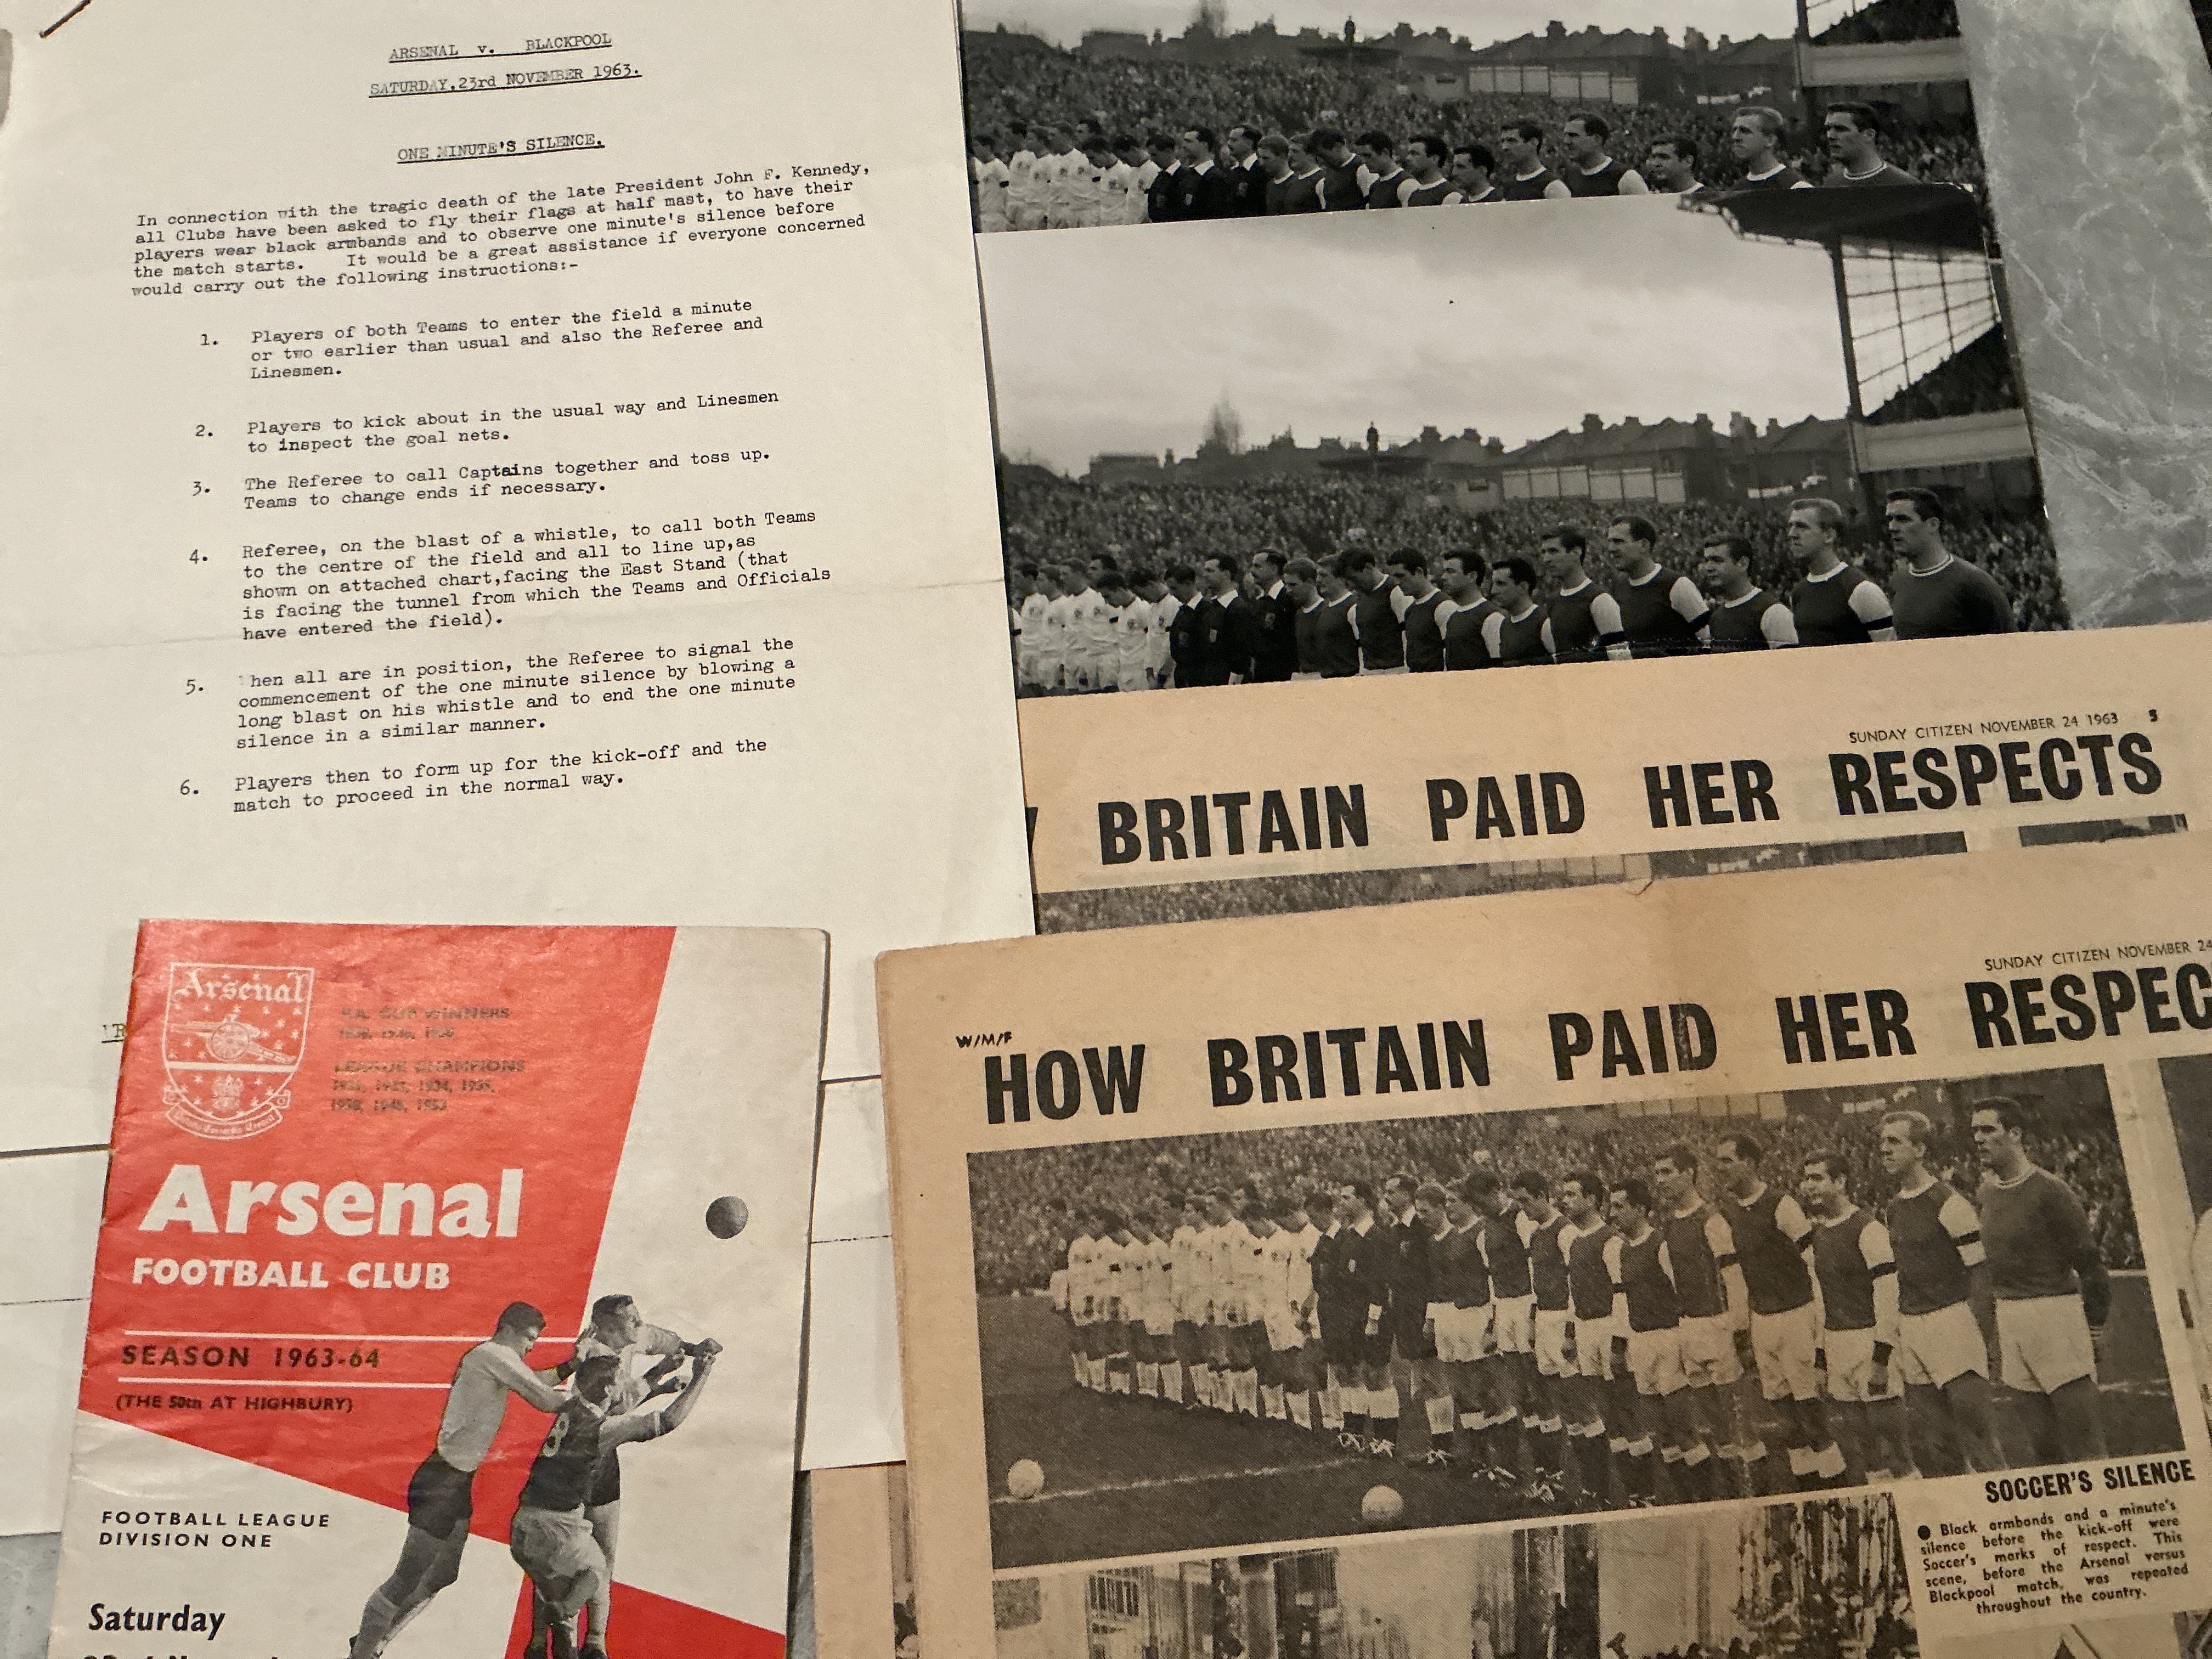 ARSENAL v. BLACKPOOL
SATURDAY,23rd NOVEMBER 1963.
ONE MINUTE'S SILENCE.
In connection with the tragic death of the late President John F. Kennedy,
all Clubs have been asked to fly their flags at half mast, to have their
players wear black armbands and to observe one minute's silence before
the match starts. It would be a great assistance if everyone concerned
would carry out the following instructions:-
1. Players of both Teams to enter the field a minute
or two earlier than usual and also the Referee and
Linesmen.
2. Players to kick about in the usual way and Linesmen
to inspect the goal nets.
3. The Referee to call Captains together and toss up.
Teams to change ends if necessary.
4. Referee, on the blast of a whistle, to call both Teams
to the centre of the field and all to line up,as
shown on attached chart,facing the East Stand (that
is facing the tunnel from which the Teams and Officials
have entered the field).
5. hen all are in position, the Referee to signal the
commencement of the one minute silence by blowing a
long blast on his whistle and to end the one minute
silence in a similar manner.
6. Players then to form up for the kick-off and the
match to proceed in the normal way.
SUNDAY CITIZEN NOVEMBER 24 1963 5
BRITAIN PAID HER RESPECTS
SUNDAY CITIZEN NOVEMBER 24
W/M/F
HOW BRITAIN PAID HER RESPEC
SOCCER'S SILENCE
● Black armbands and a minute's
silence before the kick-off were
Soccer's marks of respect. This
scene, before the Arsenal versus
Blackpool match, was repeated
throughout the country.
Arsenal
F.A. CUP WINNERS
LEAGUE CHAMPIONS
Arsenal
FOOTBALL CLUB
SEASON 1963-64
(THE 50th AT HIGHBURY)
8
FOOTBALL LEAGUE
DIVISION ONE
Saturday